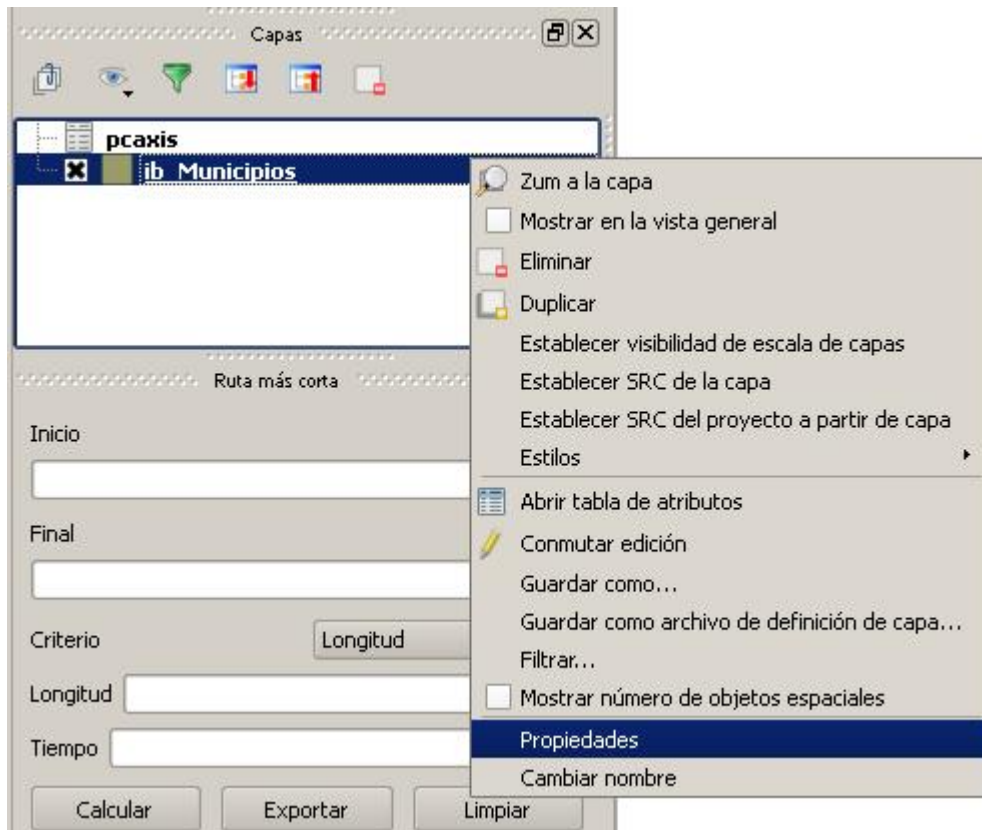 Capas
pcaxis
ib_Municipios
Zum a la capa
Mostrar en la vista general
Eliminar
Duplicar
Establecer visibilidad de escala de capas
Establecer SRC de la capa
Establecer SRC del proyecto a partir de capa
Estilos
Abrir tabla de atributos
Conmutar edición
Guardar como...
Guardar como archivo de definición de capa...
Filtrar...
Mostrar número de objetos espaciales
Propiedades
Cambiar nombre
Ruta más corta
Inicio
Final
Criterio Longitud
Longitud
Tiempo
Calcular Exportar Limpiar